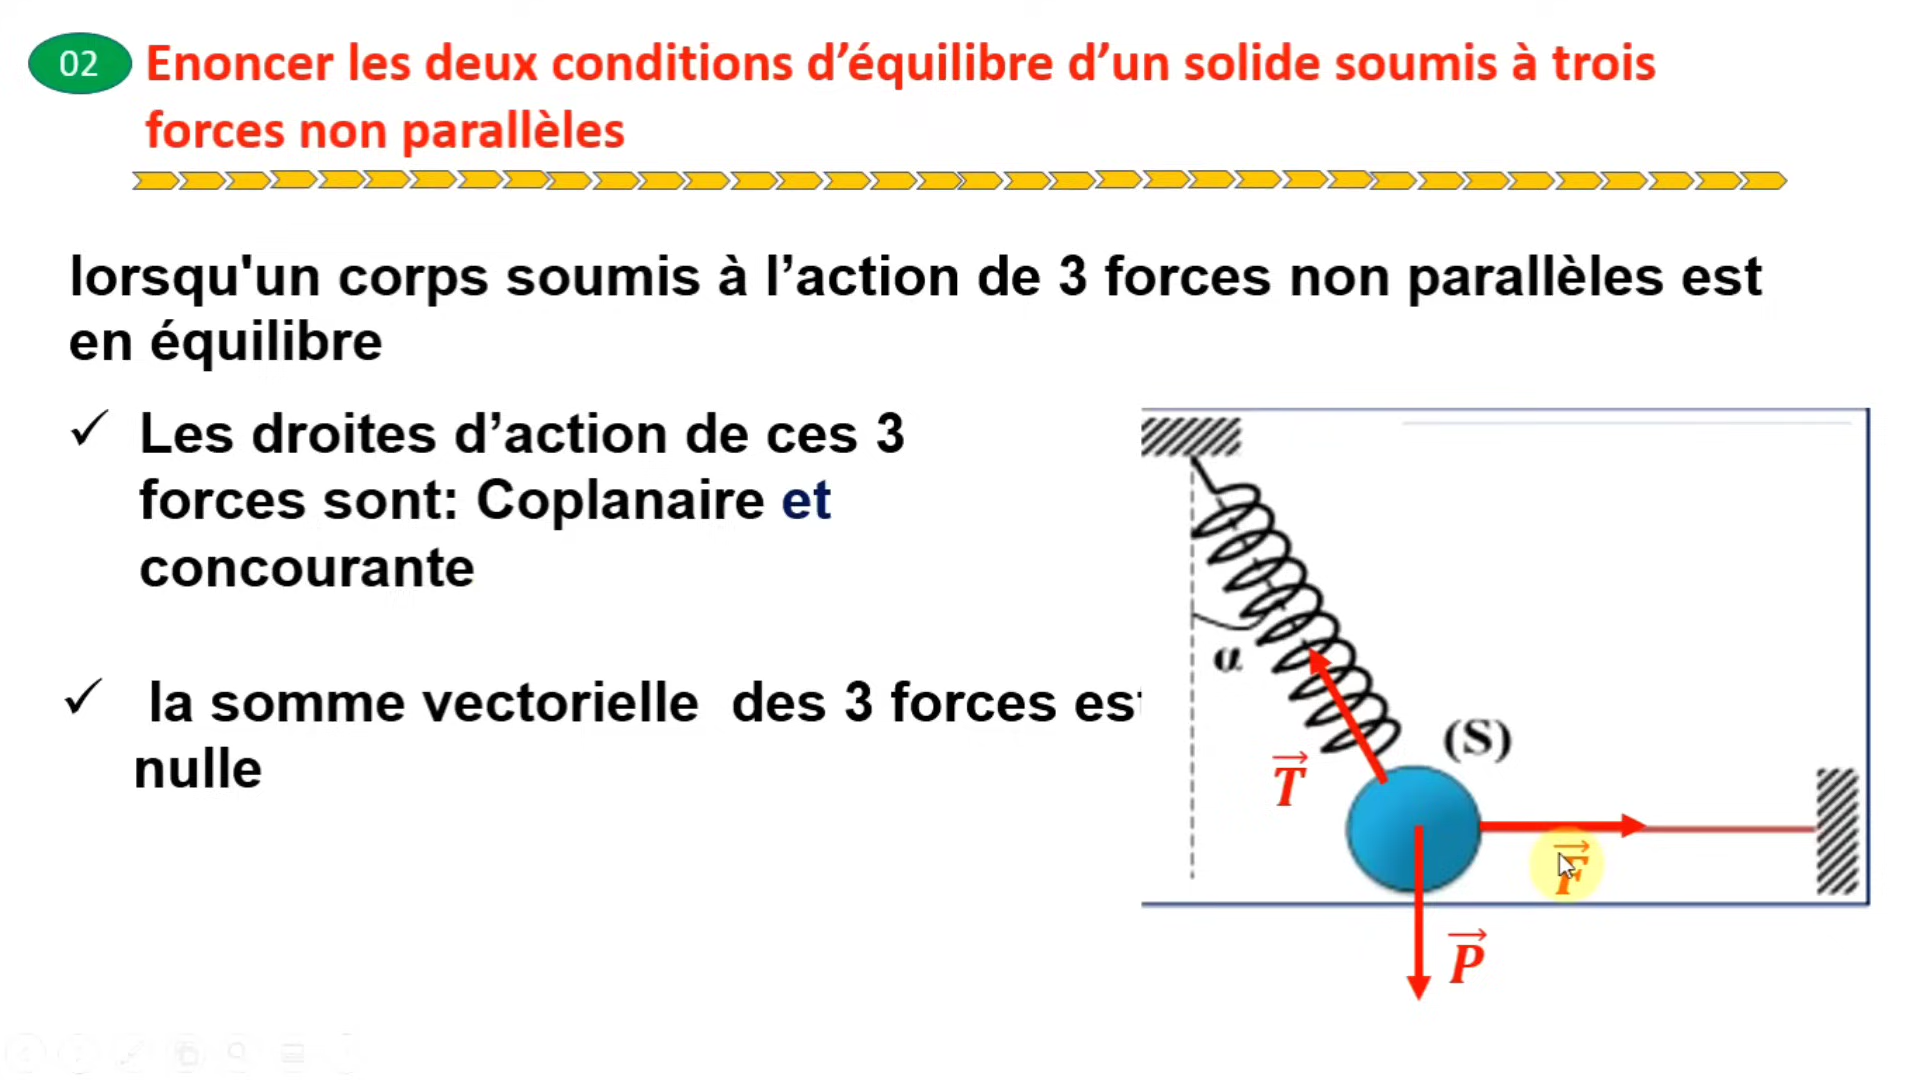 02
Enoncer les deux conditions d’équilibre d’un solide soumis à trois
forces non parallèles
lorsqu'un corps soumis à l’action de 3 forces non parallèles est
en équilibre
✓ Les droites d’action de ces 3
forces sont: Coplanaire et
concourante
✓ la somme vectorielle des 3 forces est
nulle
α
(S)
T
F
P